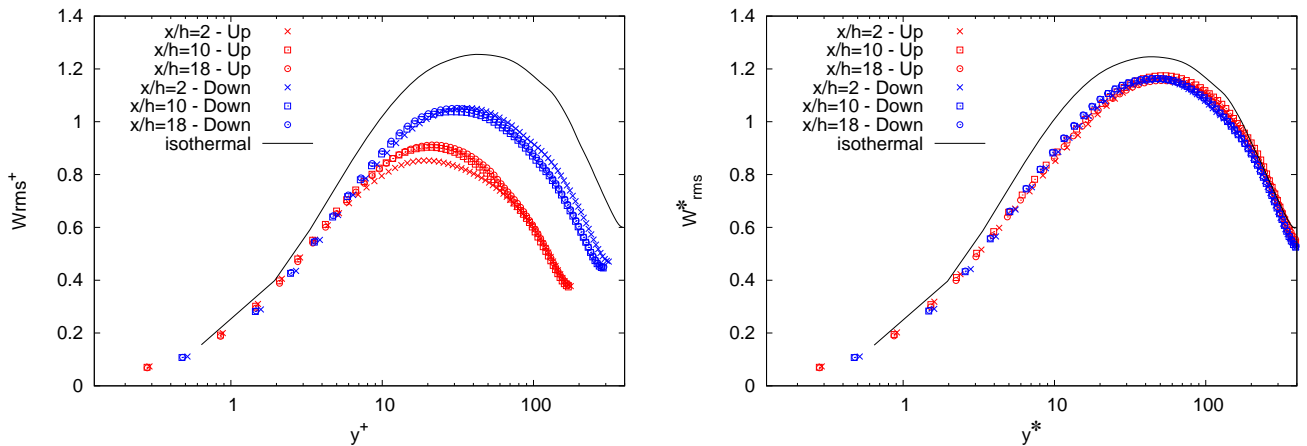 Wrms+
1.4
1.2
1
0.8
0.6
0.4
0.2
0
x/h=2 - Up
x/h=10 - Up
x/h=18 - Up
x/h=2 - Down
x/h=10 - Down
x/h=18 - Down
isothermal
1 10 100
y+
W*rms
1.4
1.2
1
0.8
0.6
0.4
0.2
0
x/h=2 - Up
x/h=10 - Up
x/h=18 - Up
x/h=2 - Down
x/h=10 - Down
x/h=18 - Down
isothermal
1 10 100
y*